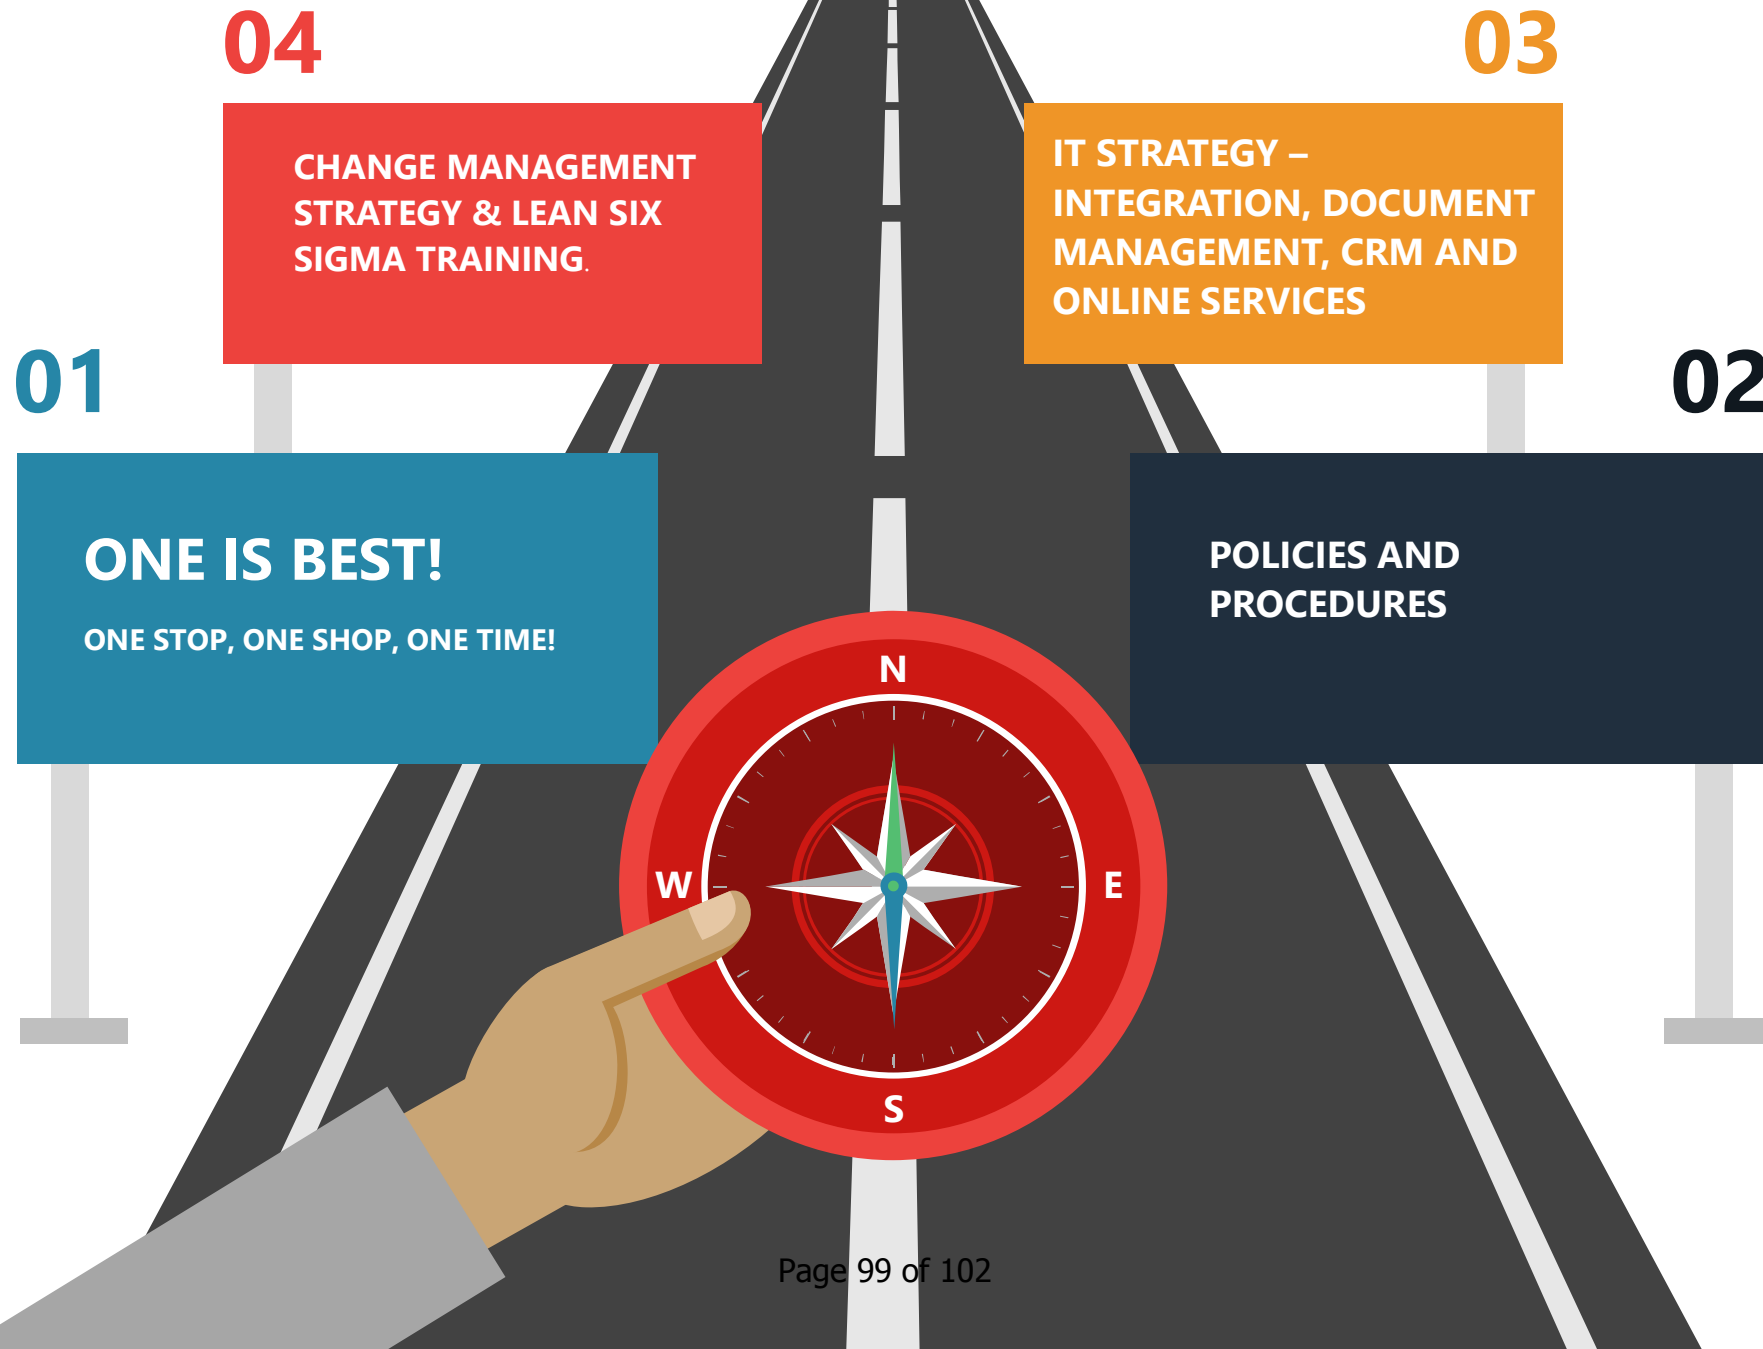 04
CHANGE MANAGEMENT
STRATEGY & LEAN SIX
SIGMA TRAINING.
03
IT STRATEGY –
INTEGRATION, DOCUMENT
MANAGEMENT, CRM AND
ONLINE SERVICES
01
ONE IS BEST!
ONE STOP, ONE SHOP, ONE TIME!
02
POLICIES AND
PROCEDURES
N
W
E
S
Page 99 of 102